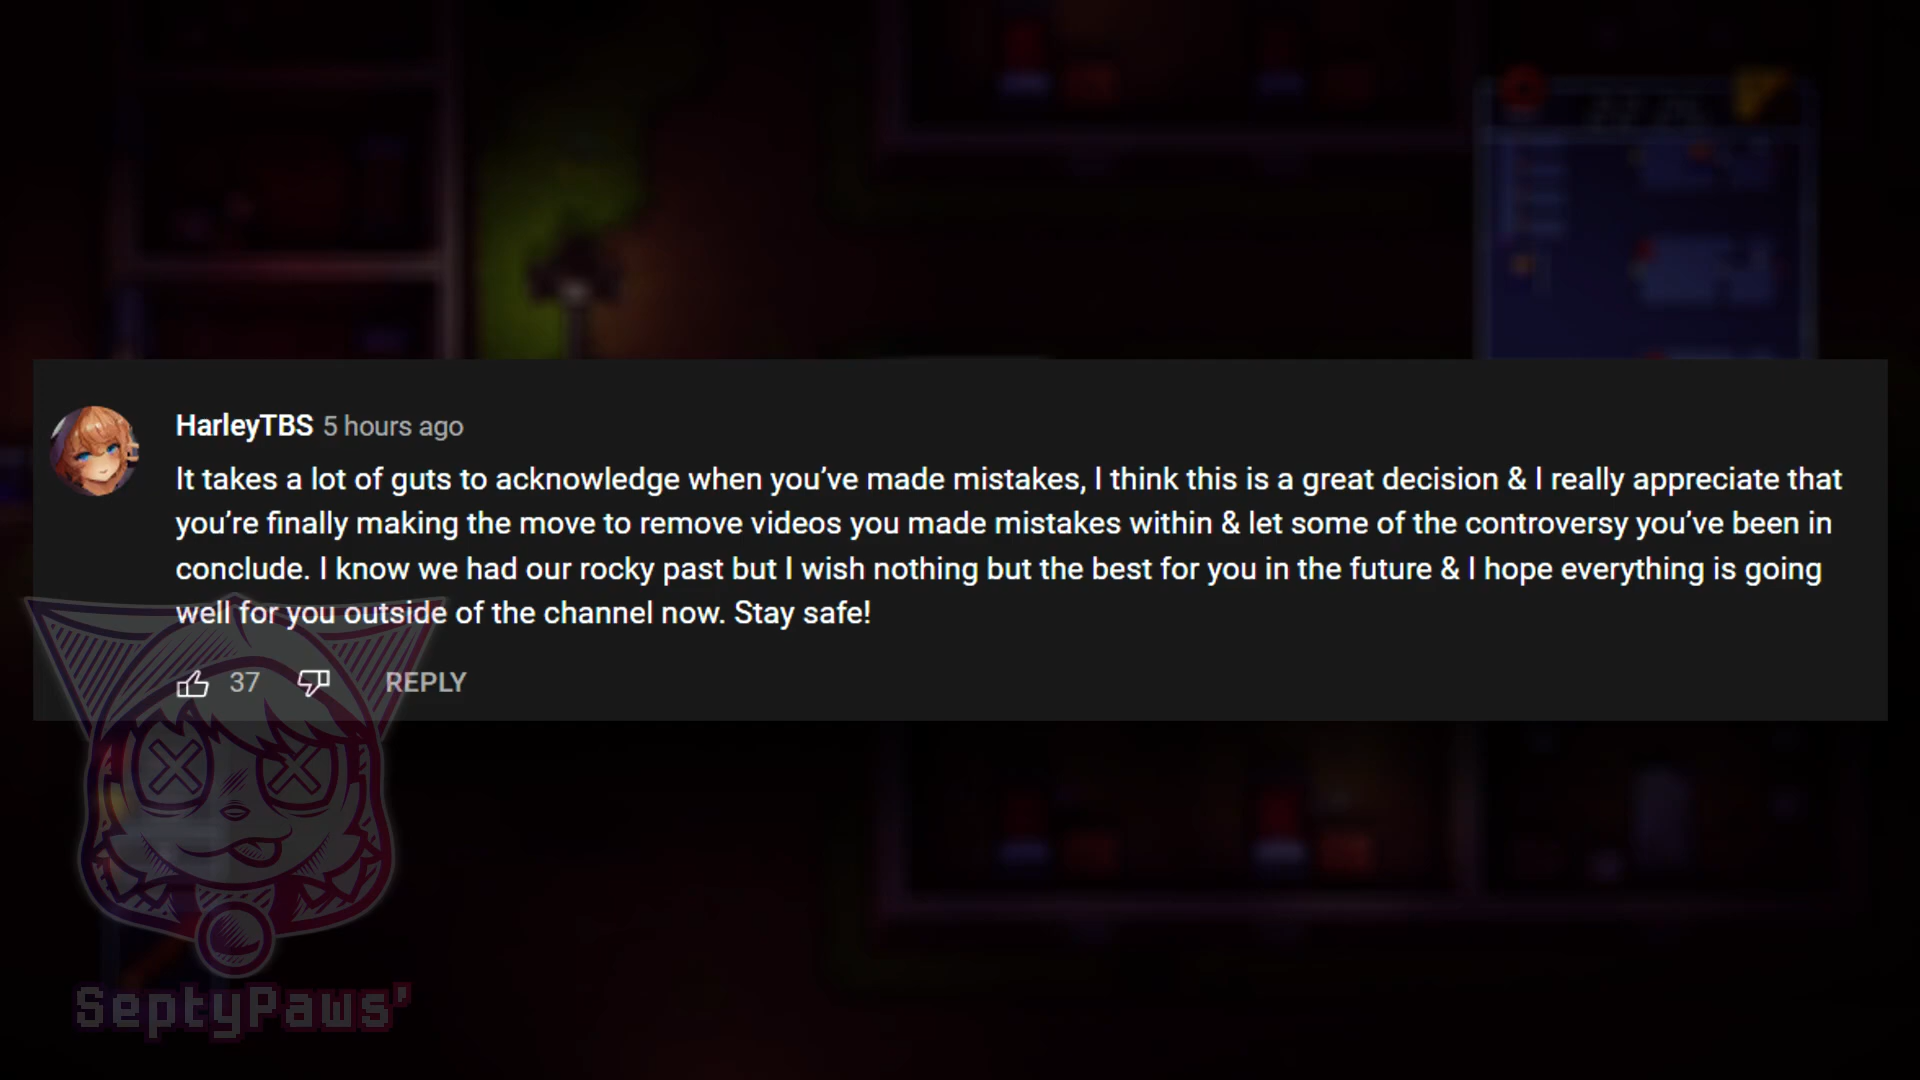 HarleyTBS 5 hours ago
It takes a lot of guts to acknowledge when you’ve made mistakes, I think this is a great decision & I really appreciate that
you’re finally making the move to remove videos you made mistakes within & let some of the controversy you’ve been in
conclude. I know we had our rocky past but I wish nothing but the best for you in the future & I hope everything is going
well for you outside of the channel now. Stay safe!
37 REPLY
SeptyPaws'